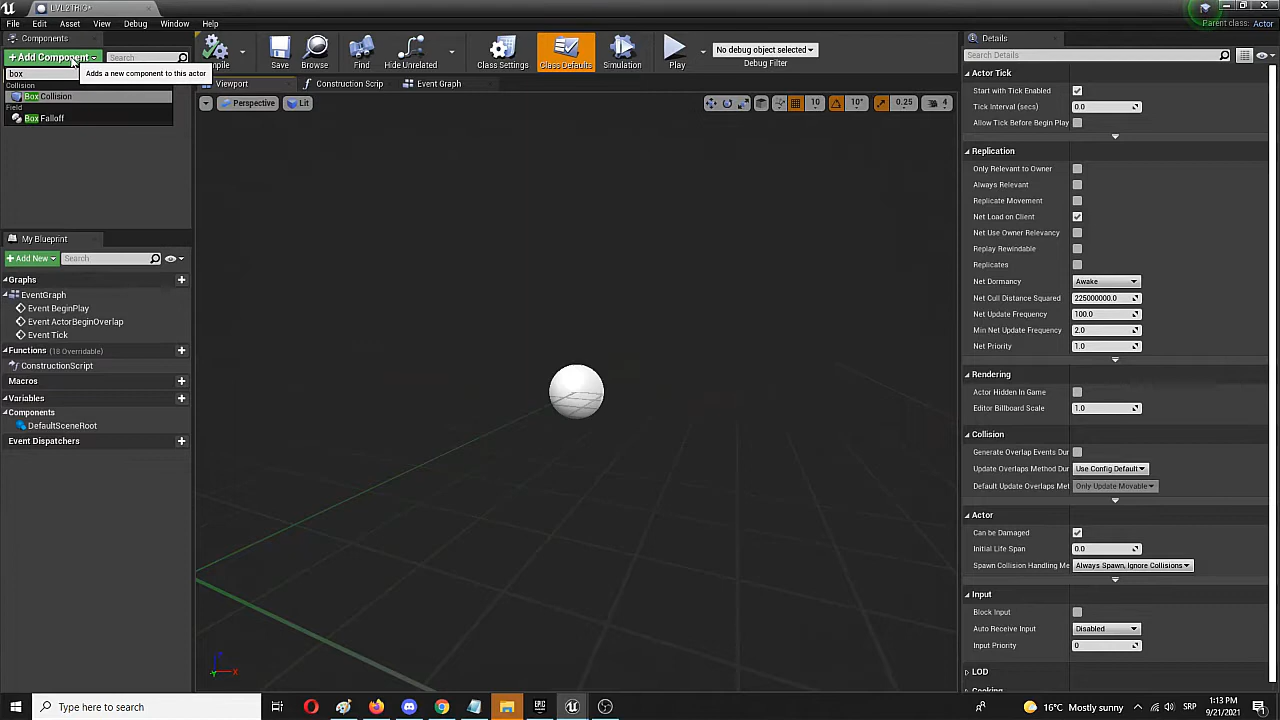 LVL2TRIG*
Parent class: Actor
File Edit Asset View Debug Window Help
Components
Details
+Add Component
Search
box
Adds a new component to this actor
Collision
Box Collision
Field
Box Falloff
Save
Browse
Find
Hide Unrelated
Class Settings
Class Defaults
Simulation
Play
No debug object selected
Debug Filter
Viewport
Construction Scrip
Event Graph
Perspective
Lit
10
10°
0.25
4
My Blueprint
+Add New
Search
Graphs
EventGraph
Event BeginPlay
Event ActorBeginOverlap
Event Tick
Functions (18 Overridable)
ConstructionScript
Macros
Variables
Components
DefaultSceneRoot
Event Dispatchers
Search Details
Actor Tick
Start with Tick Enabled
Tick Interval (secs) 0.0
Allow Tick Before Begin Play
Replication
Only Relevant to Owner
Always Relevant
Replicate Movement
Net Load on Client
Net Use Owner Relevancy
Replay Rewindable
Replicates
Net Dormancy Awake
Net Cull Distance Squared 225000000.0
Net Update Frequency 100.0
Min Net Update Frequency 2.0
Net Priority 1.0
Rendering
Actor Hidden In Game
Editor Billboard Scale 1.0
Collision
Generate Overlap Events Dur
Update Overlaps Method Dur Use Config Default
Default Update Overlaps Met Only Update Movable
Actor
Can be Damaged
Initial Life Span 0.0
Spawn Collision Handling Me Always Spawn, Ignore Collisions
Input
Block Input
Auto Receive Input Disabled
Input Priority 0
LOD
Cooking
Type here to search
16°C Mostly sunny
SRP
1:13 PM
9/21/2021